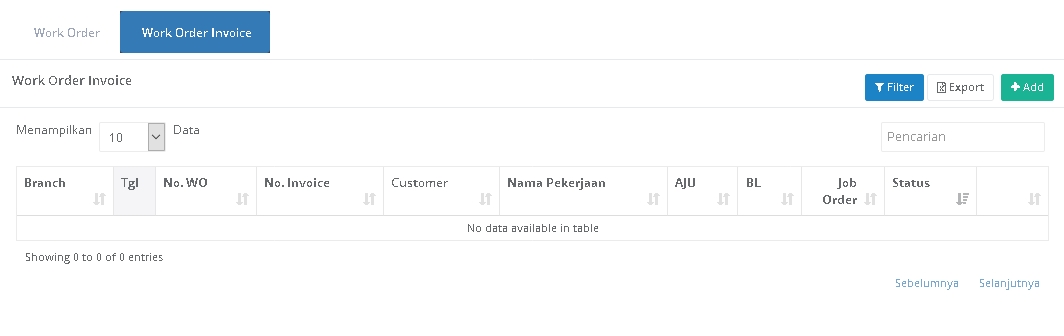 Work Order Work Order Invoice
Work Order Invoice
Filter Export Add
Menampilkan 10 Data Pencarian
Branch Tgl No. WO No. Invoice Customer Nama Pekerjaan AJU BL Job Order Status
No data available in table
Showing 0 to 0 of 0 entries
Sebelumnya Selanjutnya